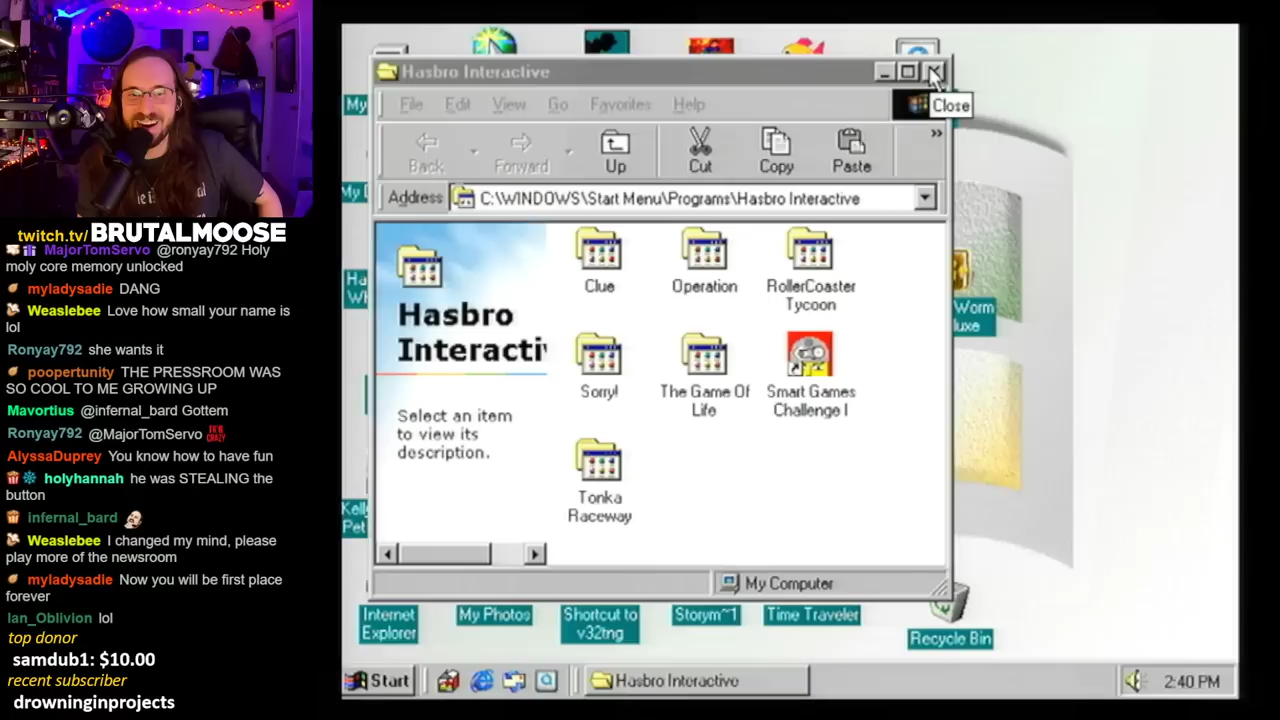 twitch.tv/BRUTALMOOSE
MajorTomServo @ronyay792 Holy
moly core memory unlocked
myladysadie DANG
Weaslebee Love how small your name is
lol
Ronyay792 she wants it
poopertunity THE PRESSROOM WAS
SO COOL TO ME GROWING UP
Mavortius @infernal_bard Gottem
Ronyay792 @MajorTomServo
AlyssaDuprey You know how to have fun
holyhannah he was STEALING the
button
infernal_bard
Weaslebee I changed my mind, please
play more of the newsroom
myladysadie Now you will be first place
forever
Ian_Oblivion lol
top donor
samdub1: $10.00
recent subscriber
drowninginprojects
Hasbro Interactive
Close
File Edit View Go Favorites Help
Back Forward Up Cut Copy Paste »
Address C:\WINDOWS\Start Menu\Programs\Hasbro Interactive
Hasbro
Interacti
Select an item
to view its
description.
Clue
Operation
RollerCoaster
Tycoon
Sorry!
The Game Of
Life
Smart Games
Challenge I
Tonka
Raceway
My Computer
My
My
Ha
Wh
Kell
Pet
Worm
luxe
Internet
Explorer
My Photos
Shortcut to
v32tng
Storym~1
Time Traveler
Recycle Bin
Start
Hasbro Interactive
2:40 PM